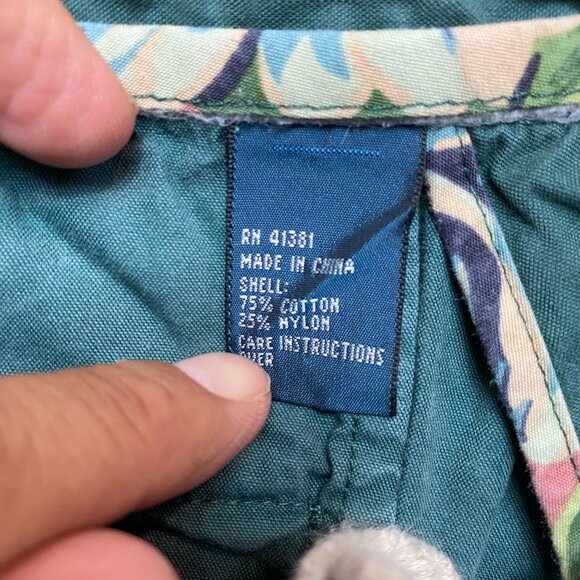 RN 41381
MADE IN CHINA
SHELL:
75% COTTON
25% NYLON
CARE INSTRUCTIONS
OVER